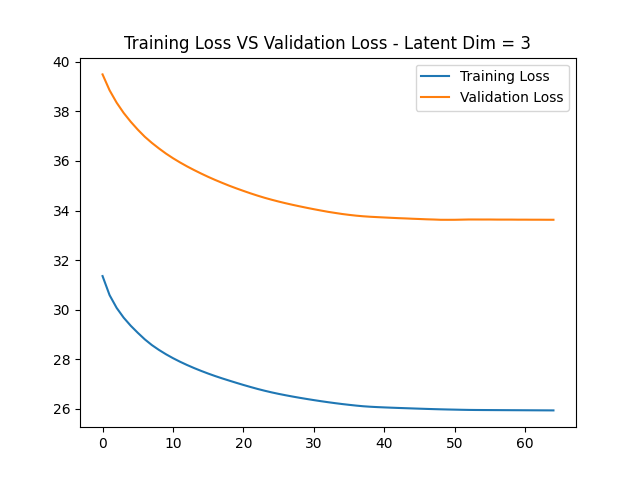 Training Loss VS Validation Loss - Latent Dim = 3
Training Loss
Validation Loss
40
38
36
34
32
30
28
26
0 10 20 30 40 50 60